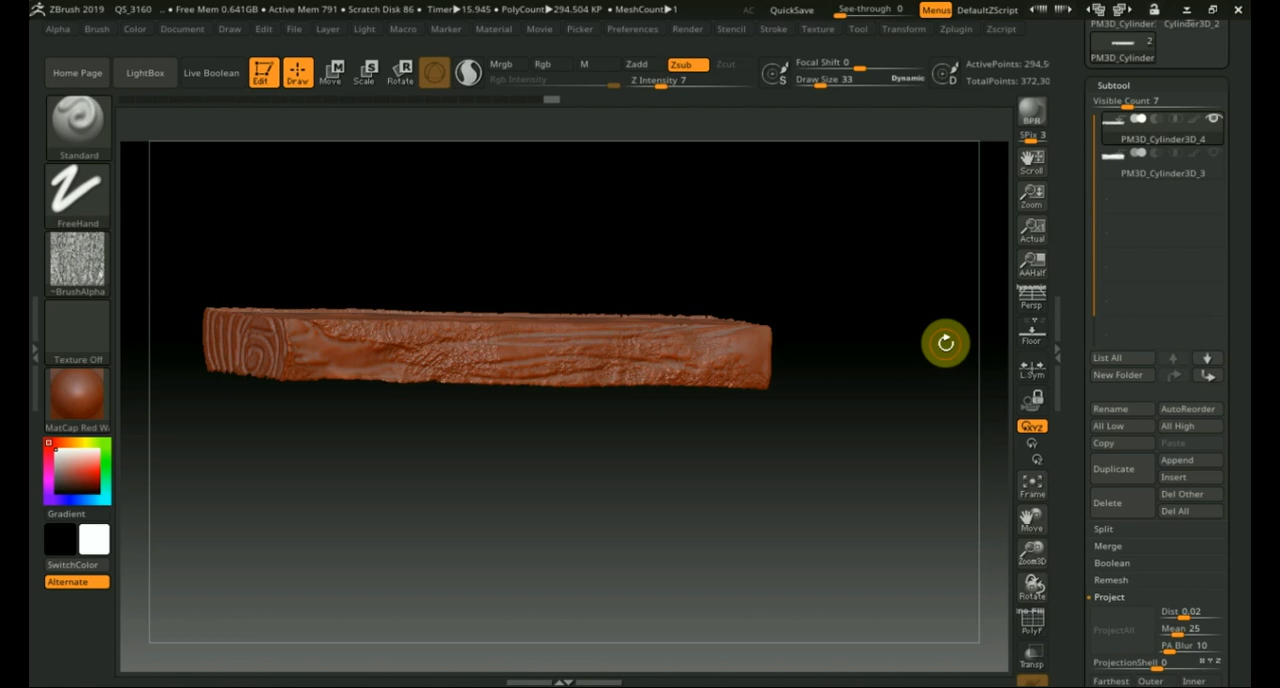 ZBrush 2019 QS_3160 .. • Free Mem 0.641GB • Active Mem 791 • Scratch Disk 86 • Timer▶15.945 • PolyCount▶294.504 KP • MeshCount▶1 AC QuickSave See-through 0 Menus DefaultZScript
Alpha Brush Color Document Draw Edit File Layer Light Macro Marker Material Movie Picker Preferences Render Stencil Stroke Texture Tool Transform Zplugin Zscript
Home Page LightBox Live Boolean Edit Draw Move Scale Rotate
Mrgb Rgb M Zadd Zsub Zcut
Rgb Intensity Z Intensity 7
S Focal Shift 0
Draw Size 33 Dynamic D
ActivePoints: 294,5
TotalPoints: 372,30
Standard
FreeHand
~BrushAlpha
Texture Off
MatCap Red W
Gradient
SwitchColor
Alternate
BPR
SPix 3
Scroll
Zoom
Actual
AAHalf
Dynamic
Persp
Floor
L.Sym
XYZ
Y
Z
Frame
Move
Zoom3D
Rotate
Line Fill
PolyF
Transp
PM3D_Cylinder Cylinder3D_2
2
PM3D_Cylinder
Subtool
Visible Count 7
PM3D_Cylinder3D_4
PM3D_Cylinder3D_3
List All
New Folder
Rename AutoReorder
All Low All High
Copy Paste
Duplicate Append
Insert
Delete Del Other
Del All
Split
Merge
Boolean
Remesh
Project
ProjectAll Dist 0.02
Mean 25
PA Blur 10
ProjectionShell 0 X Y Z
Farthest Outer Inner